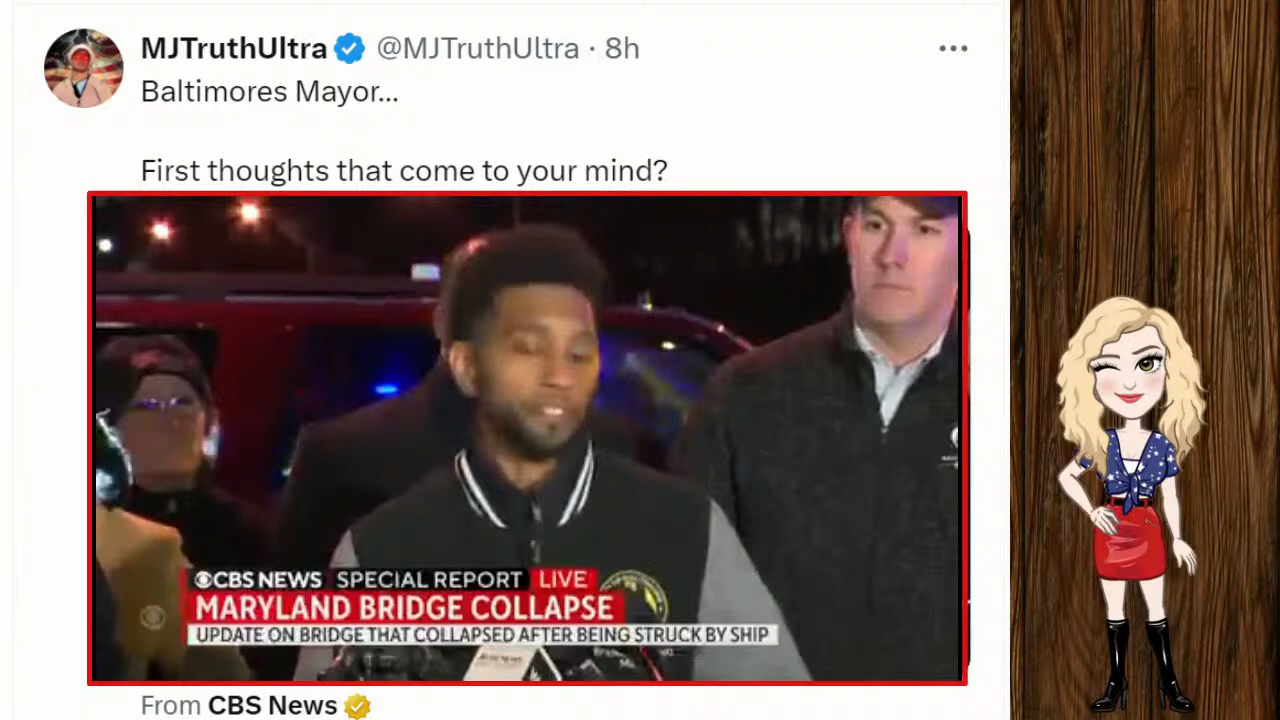 MJTruthUltra @MJTruthUltra · 8h
Baltimores Mayor...
First thoughts that come to your mind?
CBS NEWS SPECIAL REPORT LIVE
MARYLAND BRIDGE COLLAPSE
UPDATE ON BRIDGE THAT COLLAPSED AFTER BEING STRUCK BY SHIP
From CBS News